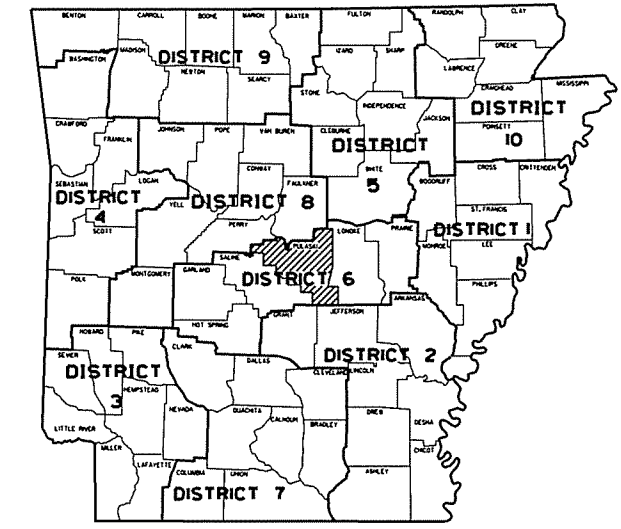 BENTON CARROLL BOONE MARION BAXTER FULTON RANDOLPH CLAY
MADISON IZARD SHARP GREENE
WASHINGTON DISTRICT 9 LAWRENCE
NEWTON SEARCY STONE CRAIGHEAD MISSISSIPPI
INDEPENDENCE JACKSON DISTRICT
CRAWFORD JOHNSON POPE VAN BUREN CLEBURNE POINSETT 10
FRANKLIN DISTRICT
CONWAY WHITE CROSS CRITTENDEN
SEBASTIAN LOGAN FAULKNER 5 WOODRUFF
DISTRICT YELL DISTRICT 8
4 ST. FRANCIS
SCOTT PERRY LONOKE PRAIRIE DISTRICT 1
PULASKI MONROE LEE
SALINE
POLK MONTGOMERY GARLAND DISTRICT 6 PHILLIPS
ARKANSAS
GRANT JEFFERSON
HOT SPRING
HOWARD PIKE CLARK
SEVIER DALLAS DISTRICT 2
DISTRICT CLEVELAND LINCOLN
3 HEMPSTEAD
NEVADA OUACHITA DREW
CALHOUN BRADLEY DESHA
LITTLE RIVER
MILLER CHICOT
LAFAYETTE COLUMBIA UNION ASHLEY
DISTRICT 7